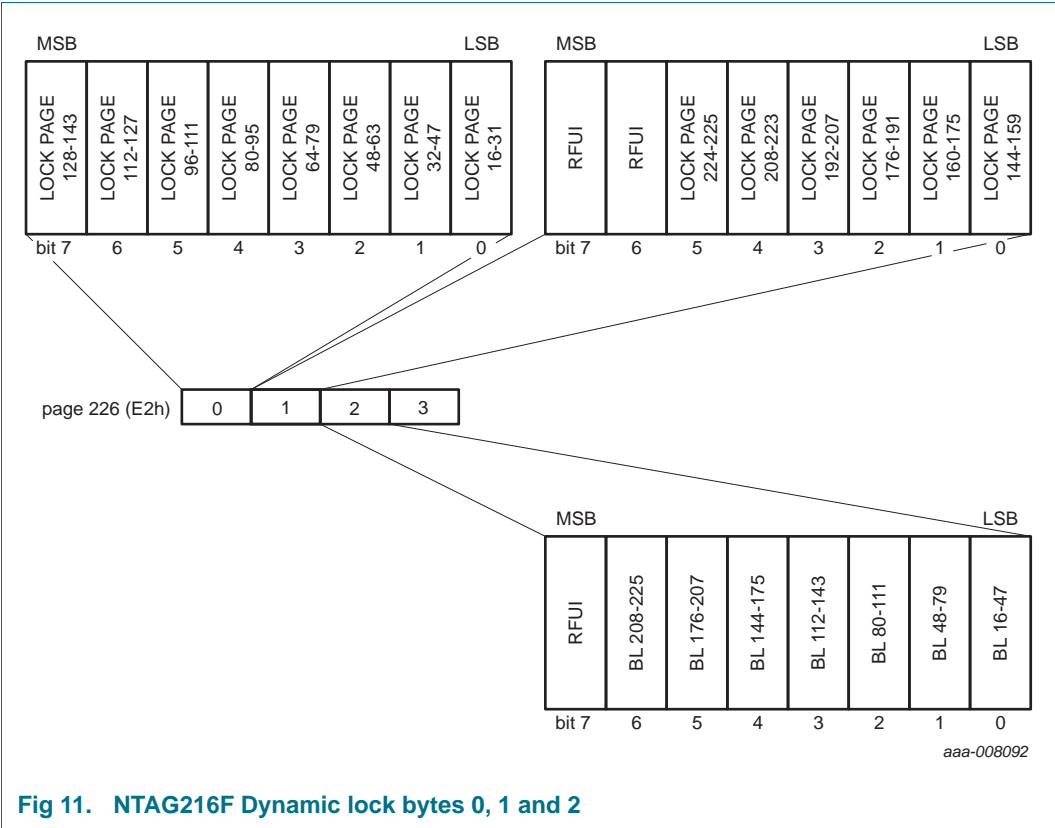 MSB LSB
LOCK PAGE 128-143
LOCK PAGE 112-127
LOCK PAGE 96-111
LOCK PAGE 80-95
LOCK PAGE 64-79
LOCK PAGE 48-63
LOCK PAGE 32-47
LOCK PAGE 16-31
bit 7 6 5 4 3 2 1 0
MSB LSB
RFUI
RFUI
LOCK PAGE 224-225
LOCK PAGE 208-223
LOCK PAGE 192-207
LOCK PAGE 176-191
LOCK PAGE 160-175
LOCK PAGE 144-159
bit 7 6 5 4 3 2 1 0
page 226 (E2h) 0 1 2 3
MSB LSB
RFUI
BL 208-225
BL 176-207
BL 144-175
BL 112-143
BL 80-111
BL 48-79
BL 16-47
bit 7 6 5 4 3 2 1 0
aaa-008092
Fig 11. NTAG216F Dynamic lock bytes 0, 1 and 2